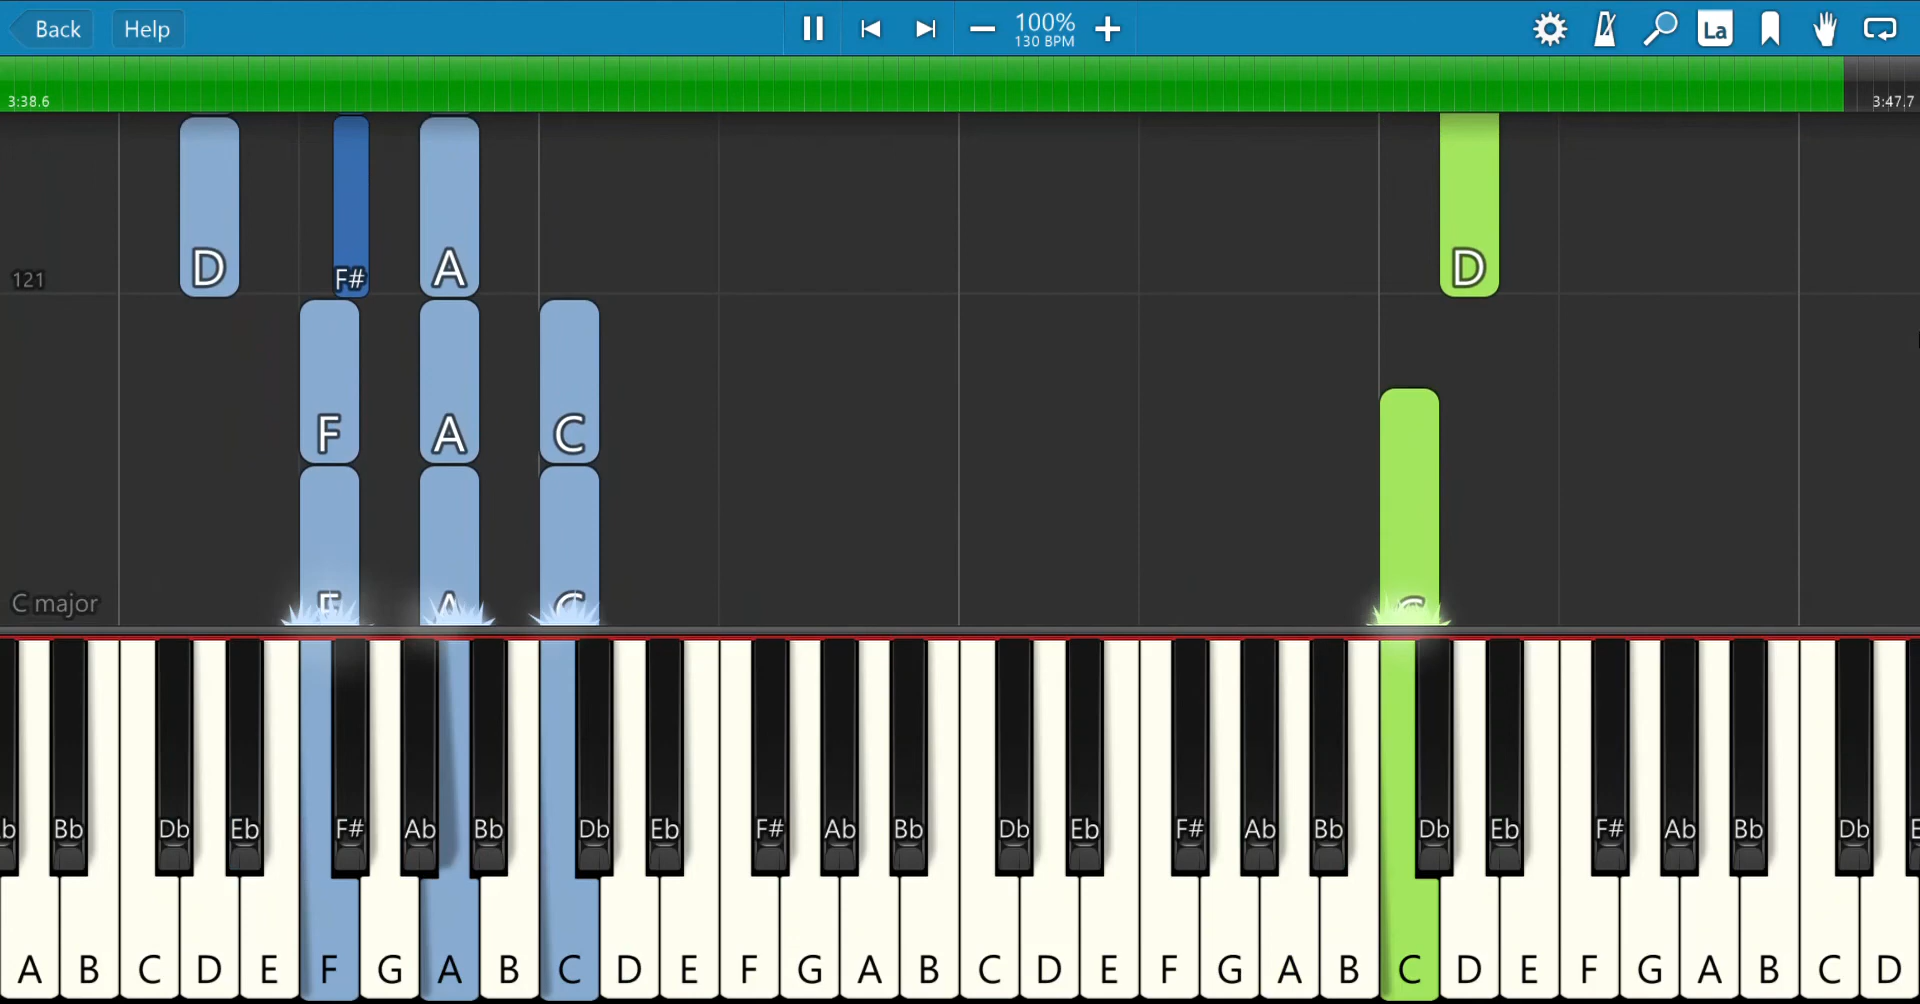 Back Help 100% La
130 BPM
3:38.6 3:47.7
D F# A D
121
F A C
C major F A C C
Bb Db Eb F# Ab Bb Db Eb F# Ab Bb Db Eb F# Ab Bb Db Eb F# Ab Bb Db
A B C D E F G A B C D E F G A B C D E F G A B C D E F G A B C D